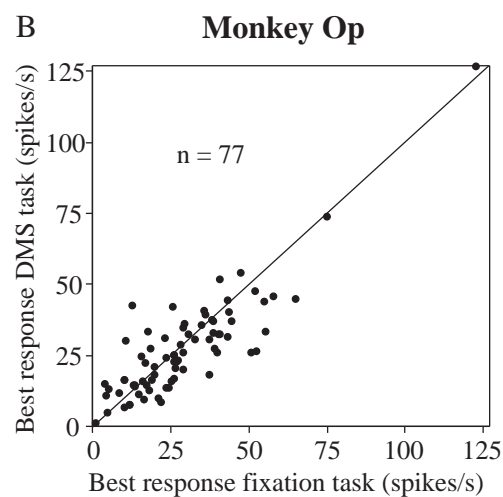 B
Monkey Op
Best response DMS task (spikes/s)
125
100
75
50
25
0
n = 77
0 25 50 75 100 125
Best response fixation task (spikes/s)